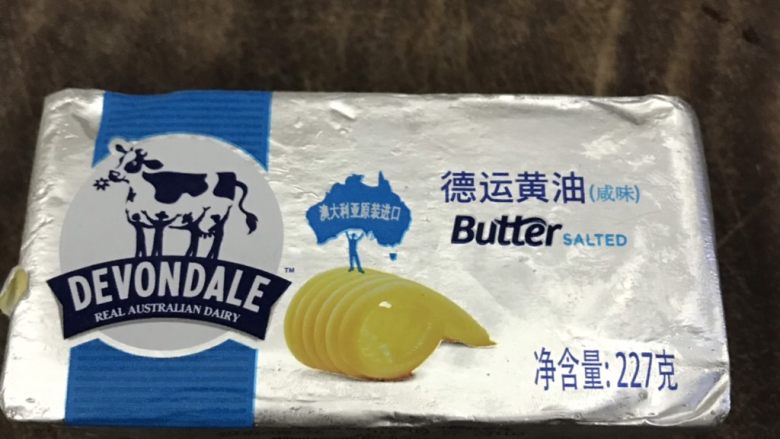 DEVONDALE
™
REAL AUSTRALIAN DAIRY
澳大利亚原装进口
德运黄油(咸味)
Butter SALTED
净含量: 227克